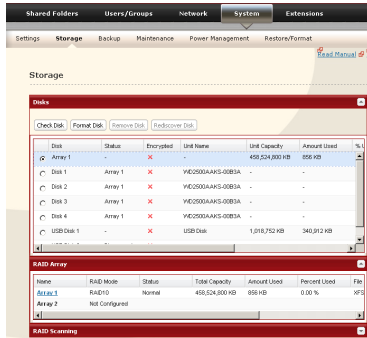 Shared Folders Users/Groups Network System Extensions
Settings Storage Backup Maintenance Power Management Restore/Format
Read Manual
Storage
Disks
Check Disk Format Disk Remove Disk Rediscover Disk
Disk Status Encrypted Unit Name Unit Capacity Amount Used
Array 1 - - 458,524,800 KB 856 KB
Disk 1 Array 1 WD2500AAKS-00B3A - -
Disk 2 Array 1 WD2500AAKS-00B3A - -
Disk 3 Array 1 WD2500AAKS-00B3A - -
Disk 4 Array 1 WD2500AAKS-00B3A - -
USB Disk 1 - USB Disk 1,018,752 KB 340,912 KB
RAID Array
Name RAID Mode Status Total Capacity Amount Used Percent Used File
Array 1 RAID10 Normal 458,524,800 KB 856 KB 0.00 % XFS
Array 2 Not Configured
RAID Scanning